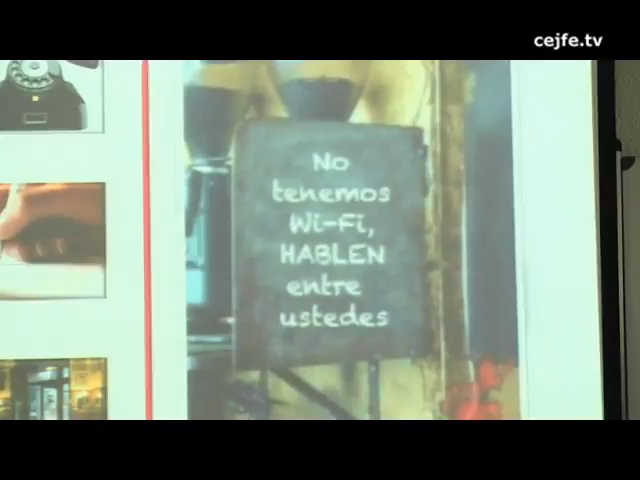 cejfe.tv
No
tenemos
Wi-Fi,
HABLEN
entre
ustedes